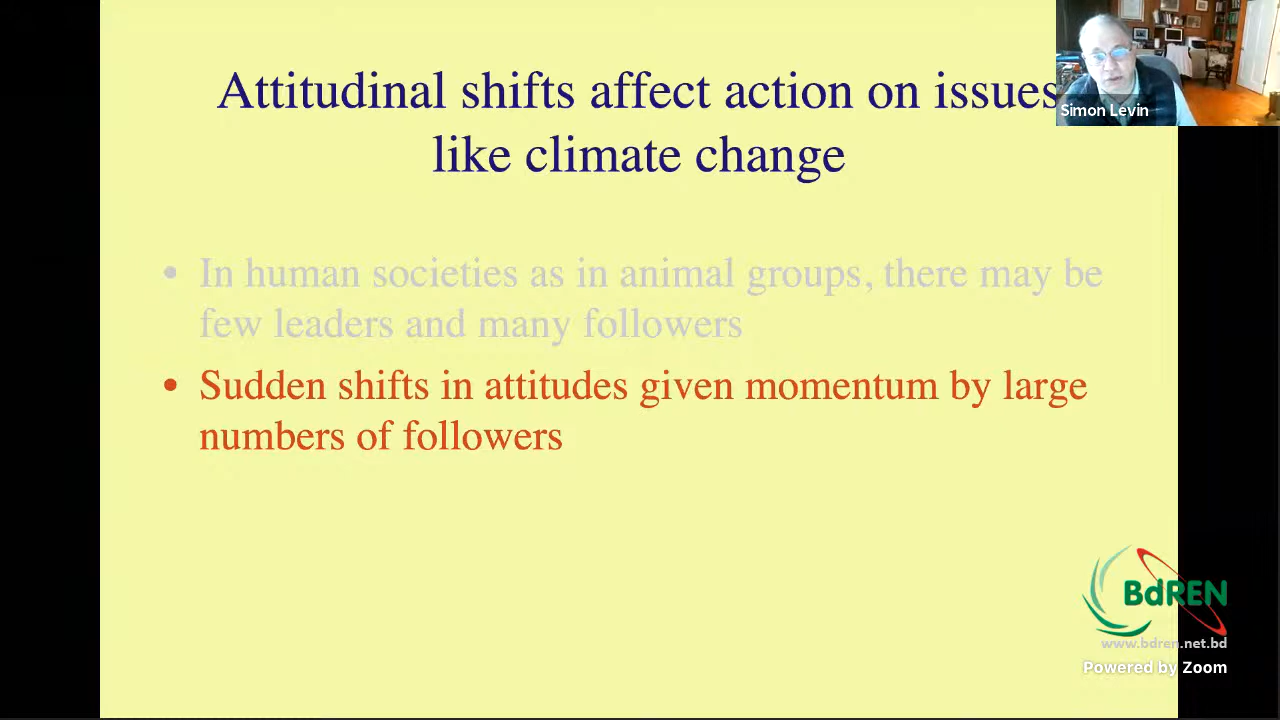 Attitudinal shifts affect action on issues
like climate change
Simon Levin
• In human societies as in animal groups, there may be
few leaders and many followers
• Sudden shifts in attitudes given momentum by large
numbers of followers
BdREN
www.bdren.net.bd
Powered by Zoom